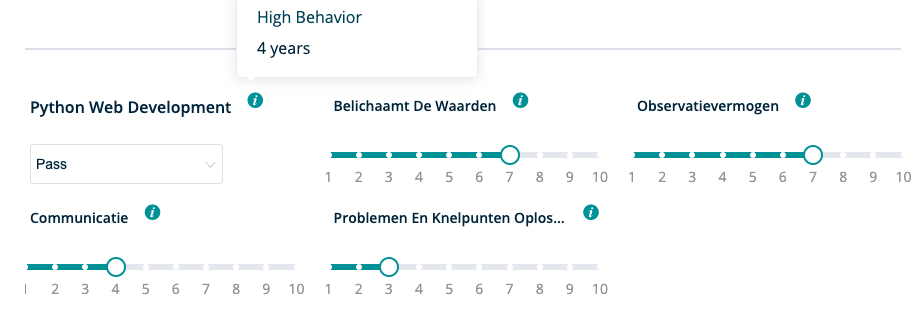 High Behavior
4 years
Python Web Development i
Belichaamt De Waarden i
Observatievermogen i
Pass
1 2 3 4 5 6 7 8 9 10
1 2 3 4 5 6 7 8 9 10
Communicatie i
Problemen En Knelpunten Oplos... i
1 2 3 4 5 6 7 8 9 10
1 2 3 4 5 6 7 8 9 10